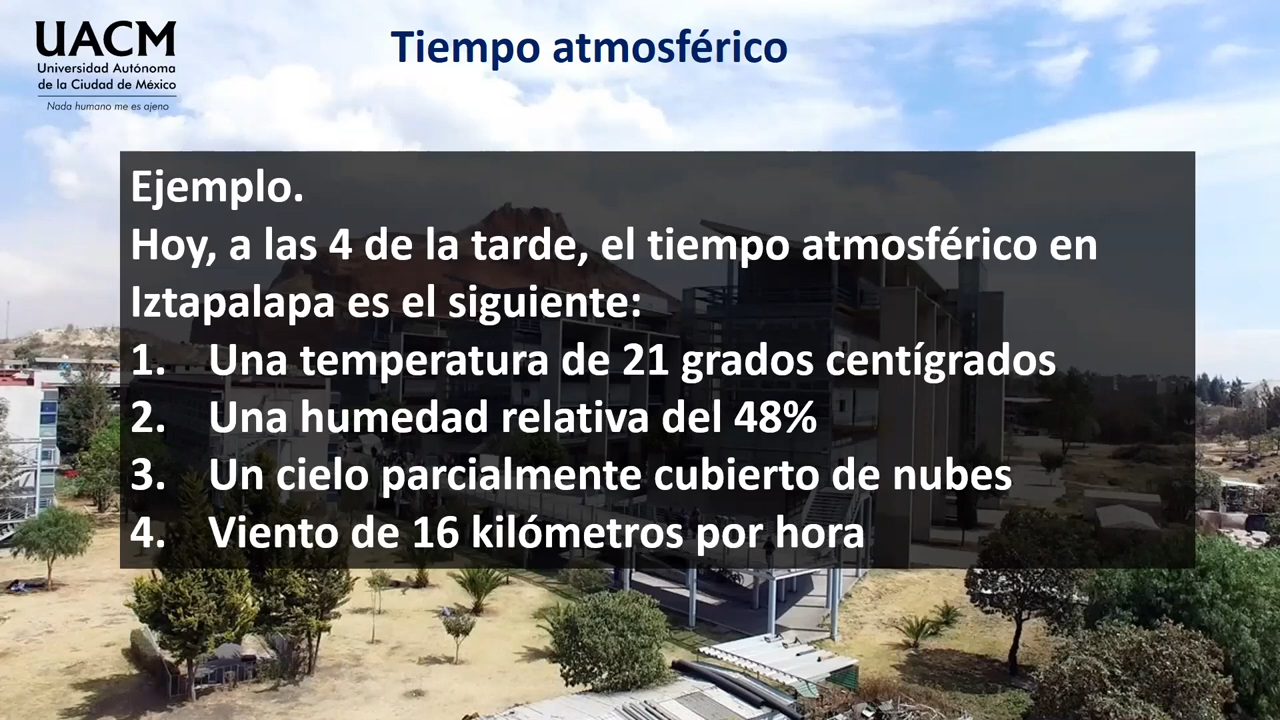 UACM
Universidad Autónoma
de la Ciudad de México
Nada humano me es ajeno
Tiempo atmosférico
Ejemplo.
Hoy, a las 4 de la tarde, el tiempo atmosférico en
Iztapalapa es el siguiente:
1. Una temperatura de 21 grados centígrados
2. Una humedad relativa del 48%
3. Un cielo parcialmente cubierto de nubes
4. Viento de 16 kilómetros por hora